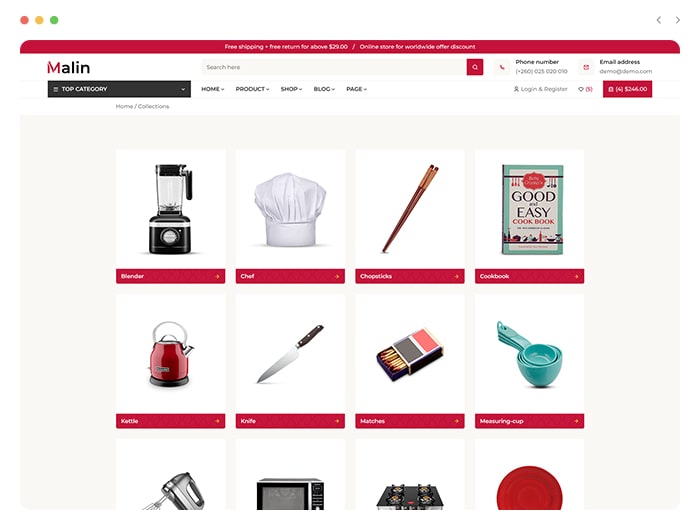 Free shipping + free return for above $29.00 / Online store for worldwide offer discount
Malin
Search here
Phone number
(+260) 025 020 010
Email address
demo@demo.com
TOP CATEGORY
HOME
PRODUCT
SHOP
BLOG
PAGE
Login & Register
(5)
(4) $246.00
Home / Collections
GOOD
and
EASY
COOK BOOK
Blender
Chef
Chopsticks
Cookbook
Kettle
Knife
Matches
Measuring-cup